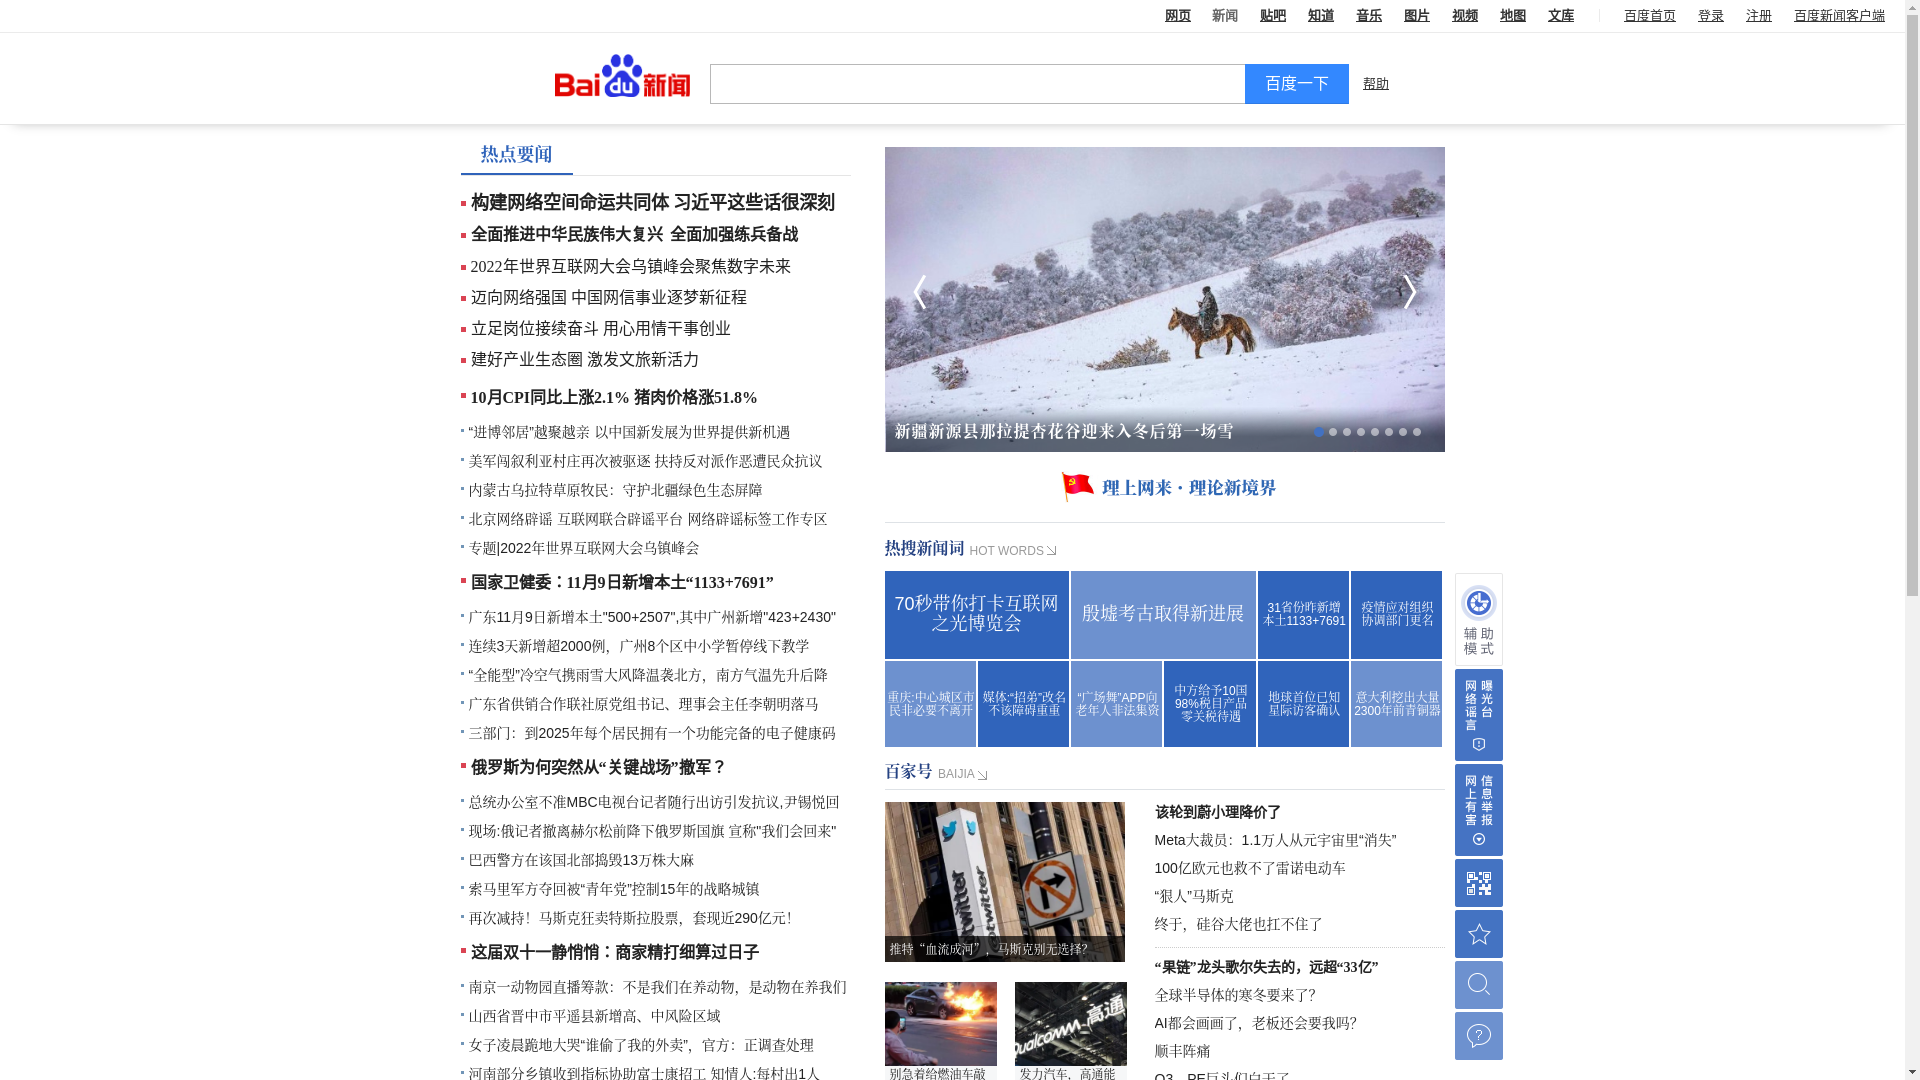 网页 新闻 贴吧 知道 音乐 图片 视频 地图 文库 百度首页 登录 注册 百度新闻客户端
Bai du 新闻
百度一下 帮助
热点要闻
构建网络空间命运共同体 习近平这些话很深刻
全面推进中华民族伟大复兴 全面加强练兵备战
2022年世界互联网大会乌镇峰会聚焦数字未来
迈向网络强国 中国网信事业逐梦新征程
立足岗位接续奋斗 用心用情干事创业
建好产业生态圈 激发文旅新活力
10月CPI同比上涨2.1% 猪肉价格涨51.8%
“进博邻居”越聚越亲 以中国新发展为世界提供新机遇
美军闯叙利亚村庄再次被驱逐 扶持反对派作恶遭民众抗议
内蒙古乌拉特草原牧民：守护北疆绿色生态屏障
北京网络辟谣 互联网联合辟谣平台 网络辟谣标签工作专区
专题|2022年世界互联网大会乌镇峰会
国家卫健委：11月9日新增本土“1133+7691”
广东11月9日新增本土"500+2507",其中广州新增"423+2430"
连续3天新增超2000例，广州8个区中小学暂停线下教学
“全能型”冷空气携雨雪大风降温袭北方，南方气温先升后降
广东省供销合作联社原党组书记、理事会主任李朝明落马
三部门：到2025年每个居民拥有一个功能完备的电子健康码
俄罗斯为何突然从“关键战场”撤军？
总统办公室不准MBC电视台记者随行出访引发抗议,尹锡悦回
现场:俄记者撤离赫尔松前降下俄罗斯国旗 宣称"我们会回来"
巴西警方在该国北部捣毁13万株大麻
索马里军方夺回被“青年党”控制15年的战略城镇
再次减持！马斯克狂卖特斯拉股票，套现近290亿元！
这届双十一静悄悄：商家精打细算过日子
南京一动物园直播筹款：不是我们在养动物，是动物在养我们
山西省晋中市平遥县新增高、中风险区域
女子凌晨跪地大哭“谁偷了我的外卖”，官方：正调查处理
河南部分乡镇收到指标协助富士康招工 知情人:每村出1人
新疆新源县那拉提杏花谷迎来入冬后第一场雪
理上网来·理论新境界
热搜新闻词 HOT WORDS
70秒带你打卡互联网
之光博览会
殷墟考古取得新进展
31省份昨新增
本土1133+7691
疫情应对组织
协调部门更名
重庆:中心城区市
民非必要不离开
媒体:“招弟”改名
不该障碍重重
“广场舞”APP向
老年人非法集资
中方给予10国
98%税目产品
零关税待遇
地球首位已知
星际访客确认
意大利挖出大量
2300年前青铜器
百家号 BAIJIA
twitter
推特“血流成河”，马斯克别无选择？
Qualcomm 高通
别急着给燃油车敲
发力汽车，高通能
该轮到蔚小理降价了
Meta大裁员：1.1万人从元宇宙里“消失”
100亿欧元也救不了雷诺电动车
“狠人”马斯克
终于，硅谷大佬也扛不住了
“果链”龙头歌尔失去的，远超“33亿”
全球半导体的寒冬要来了？
AI都会画画了，老板还会要我吗？
顺丰阵痛
Q3，PE巨头们白干了
辅助
模式
网络谣言
曝光台
网上有害
信息举报